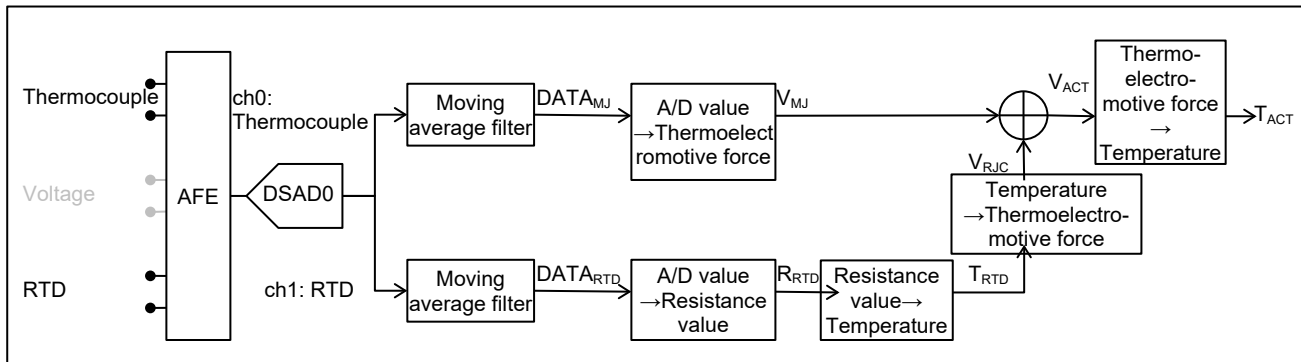 Thermocouple
Voltage
RTD
AFE
ch0:
Thermocouple
DSAD0
ch1: RTD
Moving
average filter
DATAMJ
A/D value
→Thermoelect
romotive force
VMJ
VACT
Thermo-
electro-
motive force
→
Temperature
TACT
VRJC
Temperature
→Thermoelectro-
motive force
Moving
average filter
DATARTD
A/D value
→Resistance
value
RRTD
Resistance
value→
Temperature
TRTD